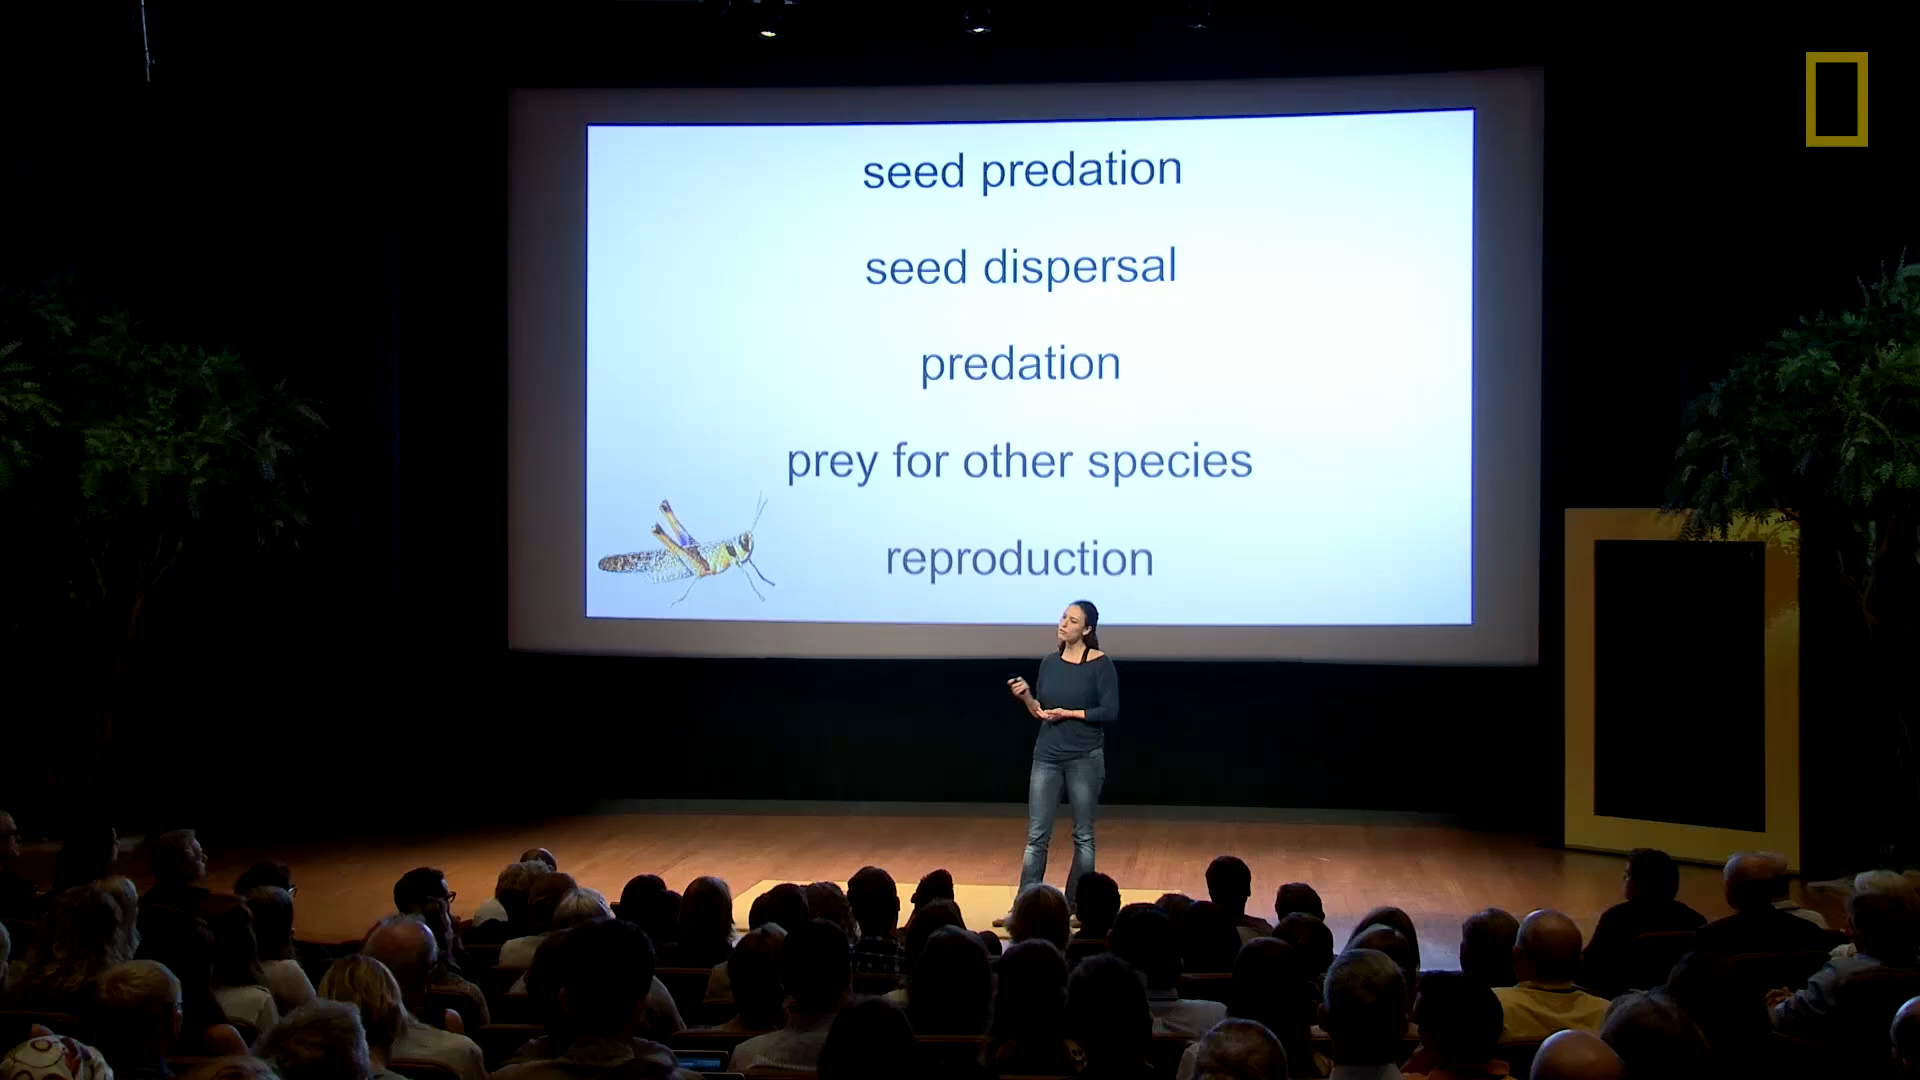 seed predation
seed dispersal
predation
prey for other species
reproduction